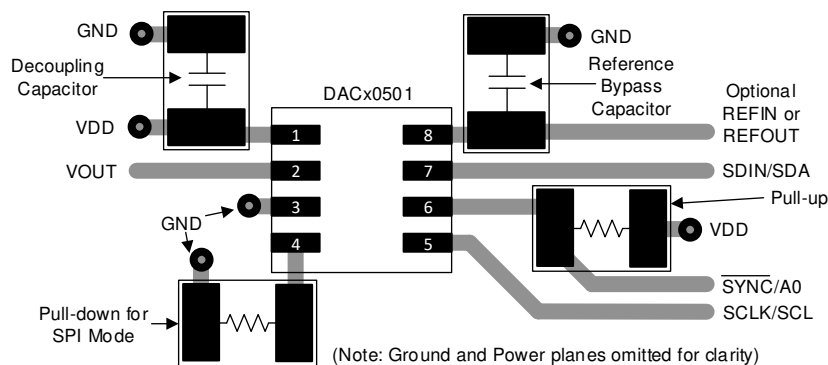 GND
GND
Decoupling
Capacitor
DACx0501
Reference
Bypass
Capacitor
Optional
REFIN or
REFOUT
VDD
1
8
VOUT
2
7
SDIN/SDA
3
6
Pull-up
GND
VDD
4
5
SYNC/A0
SCLK/SCL
Pull-down for
SPI Mode
(Note: Ground and Power planes omitted for clarity)